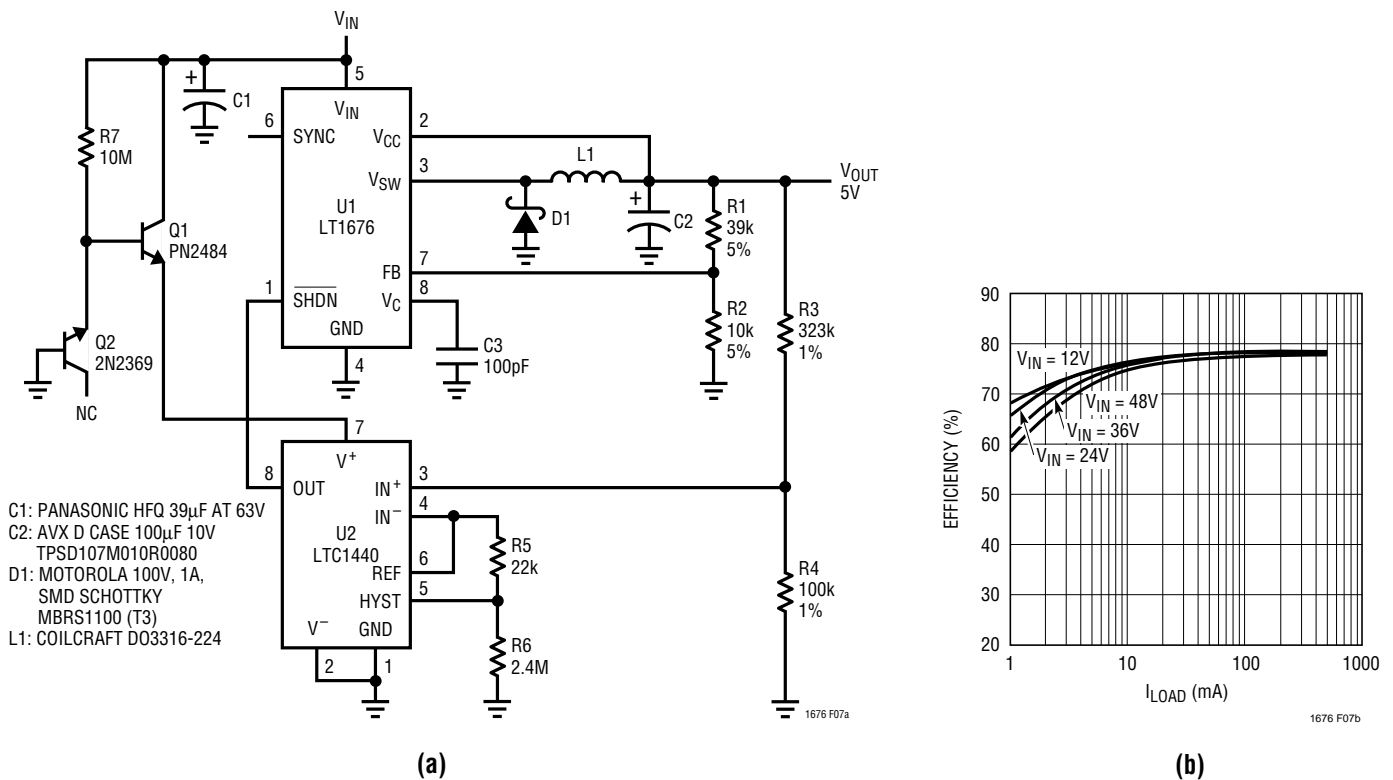 VIN
5
VIN
C1
+
6
SYNC
VCC
2
R7
10M
L1
VSW
3
VOUT
5V
U1
LT1676
D1
+
C2
R1
39k
5%
Q1
PN2484
FB
7
1
SHDN
VC
8
GND
4
R2
10k
5%
R3
323k
1%
Q2
2N2369
NC
C3
100pF
7
V+
8
OUT
IN+
3
4
IN−
U2
LTC1440
6
REF
R5
22k
5
HYST
R4
100k
1%
V−
GND
2
1
R6
2.4M
C1: PANASONIC HFQ 39µF AT 63V
C2: AVX D CASE 100µF 10V
TPSD107M010R0080
D1: MOTOROLA 100V, 1A,
SMD SCHOTTKY
MBRS1100 (T3)
L1: COILCRAFT DO3316-224
1676 F07a
(a)
90
80
70
60
50
40
30
20
EFFICIENCY (%)
VIN = 12V
VIN = 48V
VIN = 36V
VIN = 24V
1
10
100
1000
ILOAD (mA)
1676 F07b
(b)